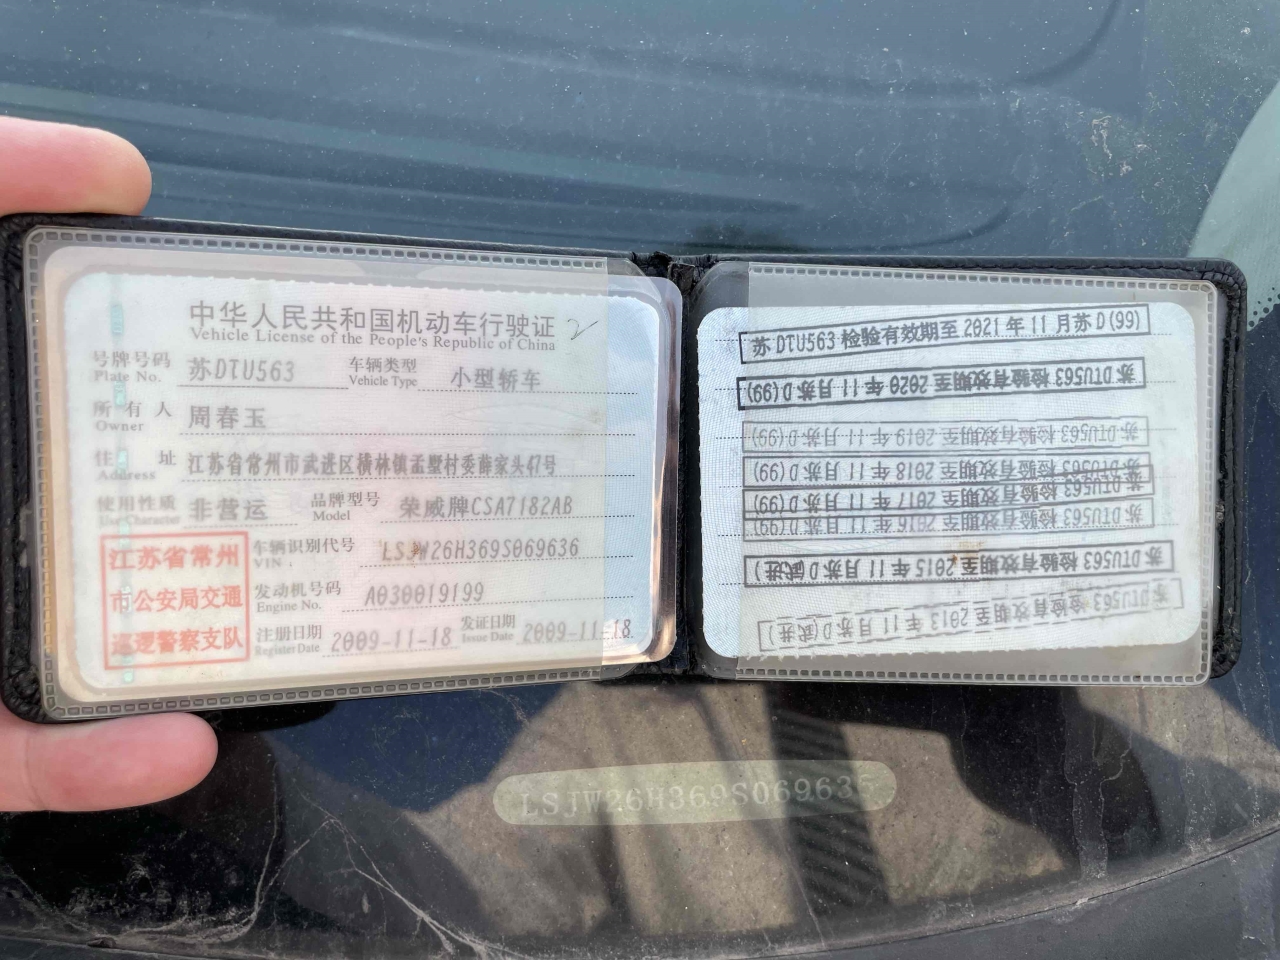 中华人民共和国机动车行驶证 2
Vehicle License of the People's Republic of China
号牌号码 苏DTU563 车辆类型 小型轿车
Plate No. Vehicle Type
所有人 周春玉
Owner
住址 江苏省常州市武进区横林镇孟墅村委薛家头47号
Address
使用性质 非营运 品牌型号 荣威牌CSA7182AB
Use Character Model
江苏省常州
市公安局交通
巡逻警察支队
车辆识别代号 LSJW26H369S069636
VIN
发动机号码 A030019199
Engine No.
注册日期 2009-11-18 发证日期 2009-11-18
Register Date Issue Date
苏DTU563 检验有效期至 2021年11月苏D(99)
苏DTU563 检验有效期至 2020年11月苏D(99)
苏DTU563 检验有效期至 2019年11月苏D(99)
苏DTU563 检验有效期至 2018年11月苏D(99)
苏DTU563 检验有效期至 2017年11月苏D(99)
苏DTU563 检验有效期至 2016年11月苏D(99)
苏DTU563 检验有效期至 2015年11月苏D(武进)
苏DTU563 检验有效期至 2013年11月苏D(武进)
LSJW26H369S069636